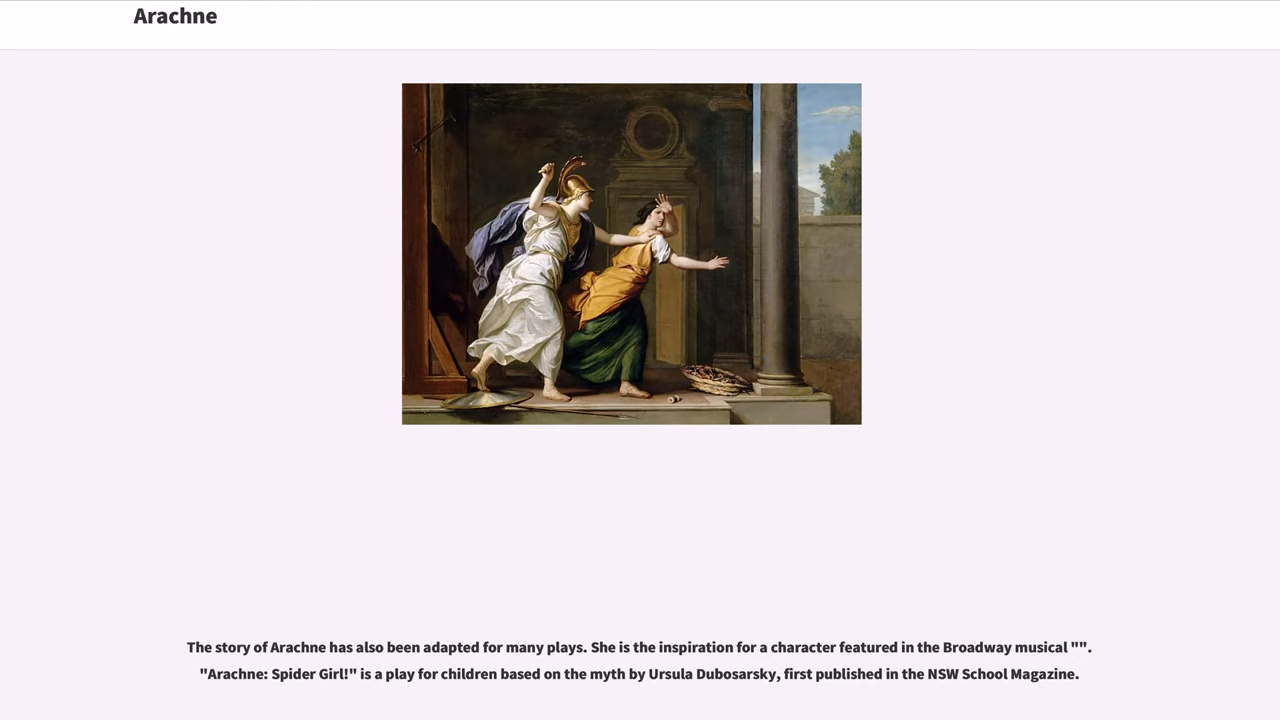 Arachne
The story of Arachne has also been adapted for many plays. She is the inspiration for a character featured in the Broadway musical "".
"Arachne: Spider Girl!" is a play for children based on the myth by Ursula Dubosarsky, first published in the NSW School Magazine.